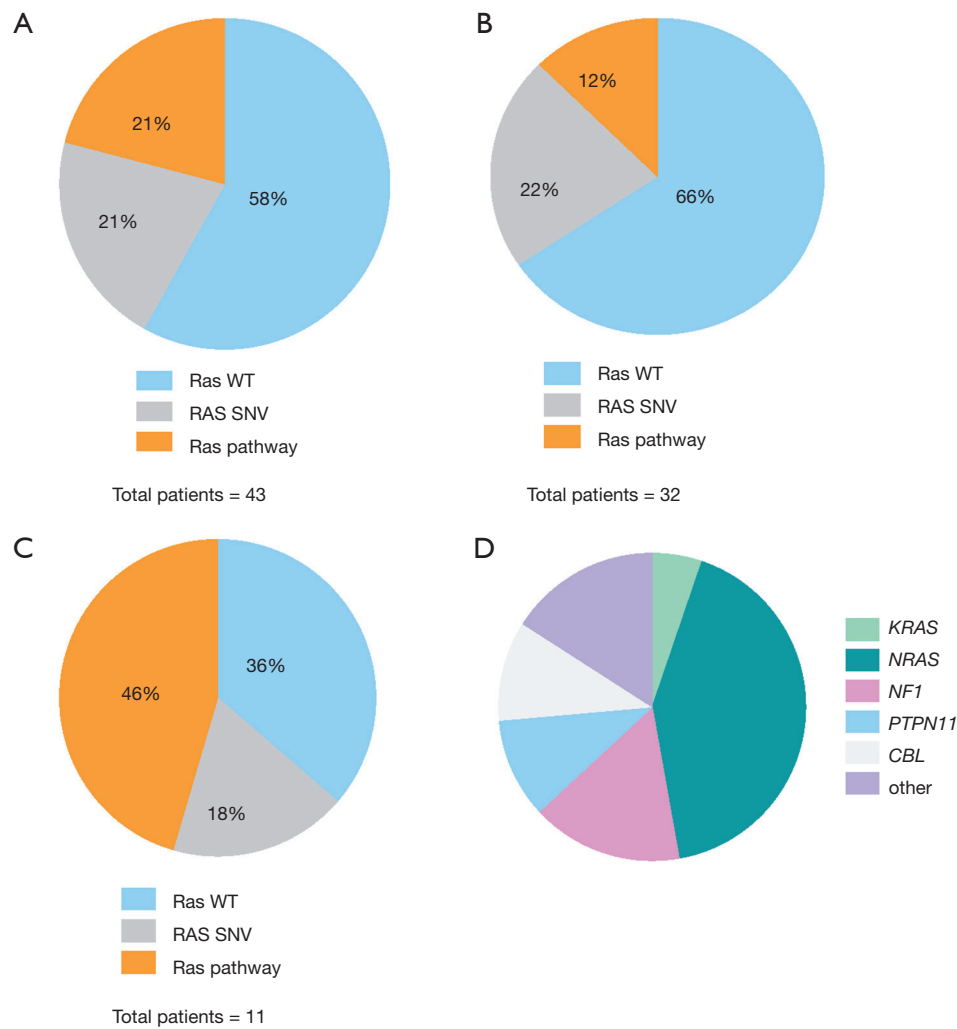 A
21%
58%
21%
Ras WT
RAS SNV
Ras pathway
Total patients = 43
B
12%
22%
66%
Ras WT
RAS SNV
Ras pathway
Total patients = 32
C
46%
36%
18%
Ras WT
RAS SNV
Ras pathway
Total patients = 11
D
KRAS
NRAS
NF1
PTPN11
CBL
other